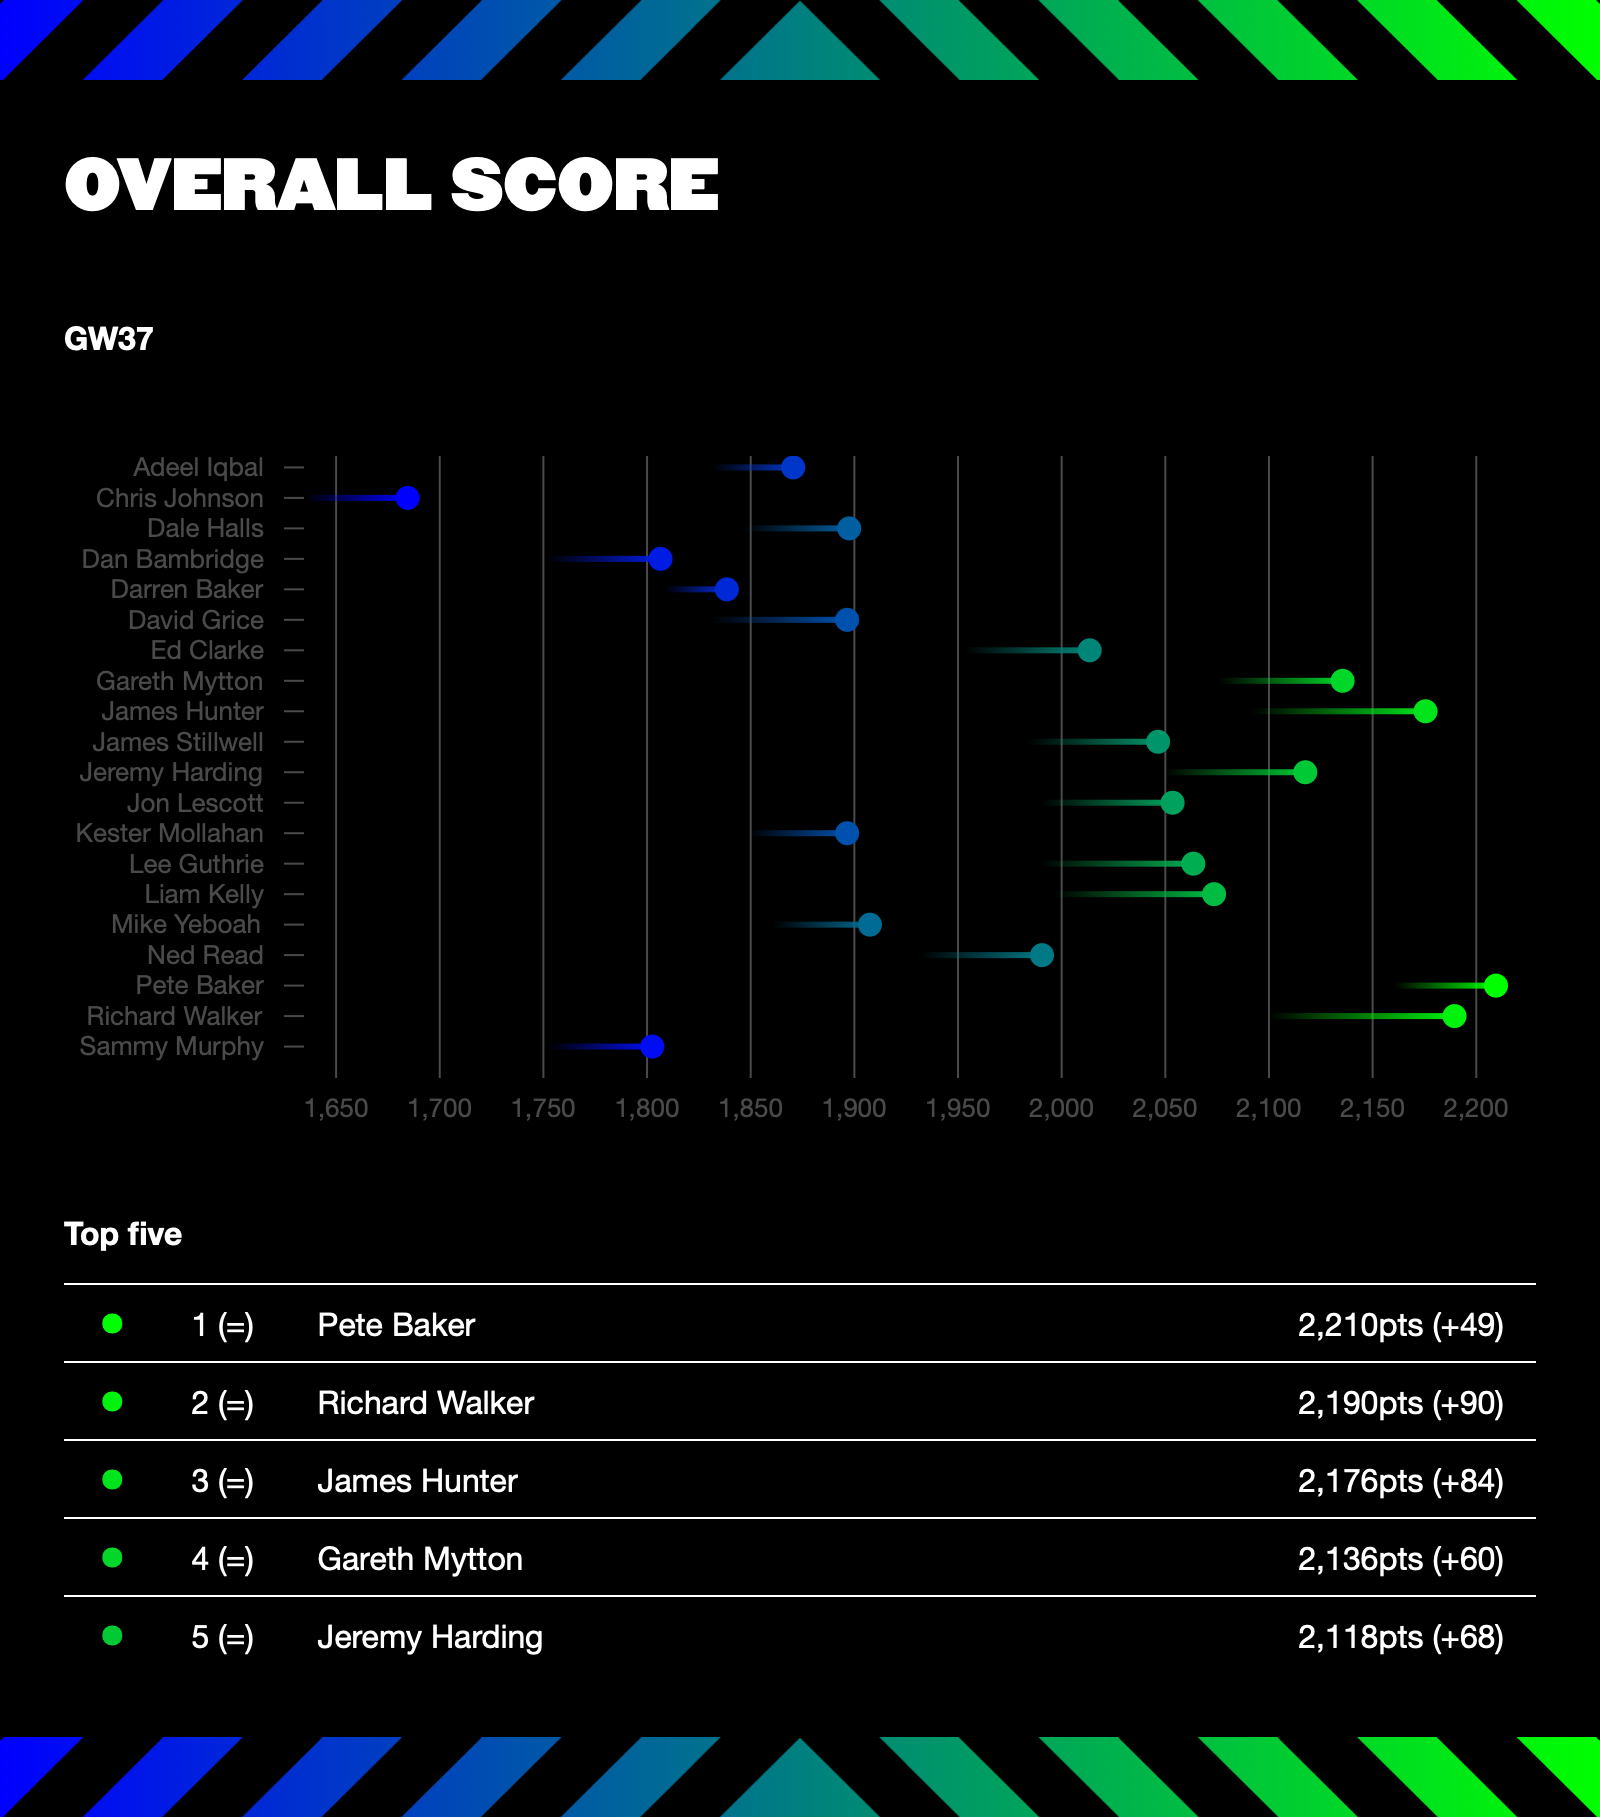 OVERALL SCORE
GW37
Adeel Iqbal
Chris Johnson
Dale Halls
Dan Bambridge
Darren Baker
David Grice
Ed Clarke
Gareth Mytton
James Hunter
James Stillwell
Jeremy Harding
Jon Lescott
Kester Mollahan
Lee Guthrie
Liam Kelly
Mike Yeboah
Ned Read
Pete Baker
Richard Walker
Sammy Murphy
1,650 1,700 1,750 1,800 1,850 1,900 1,950 2,000 2,050 2,100 2,150 2,200
Top five
1 (=) Pete Baker 2,210pts (+49)
2 (=) Richard Walker 2,190pts (+90)
3 (=) James Hunter 2,176pts (+84)
4 (=) Gareth Mytton 2,136pts (+60)
5 (=) Jeremy Harding 2,118pts (+68)